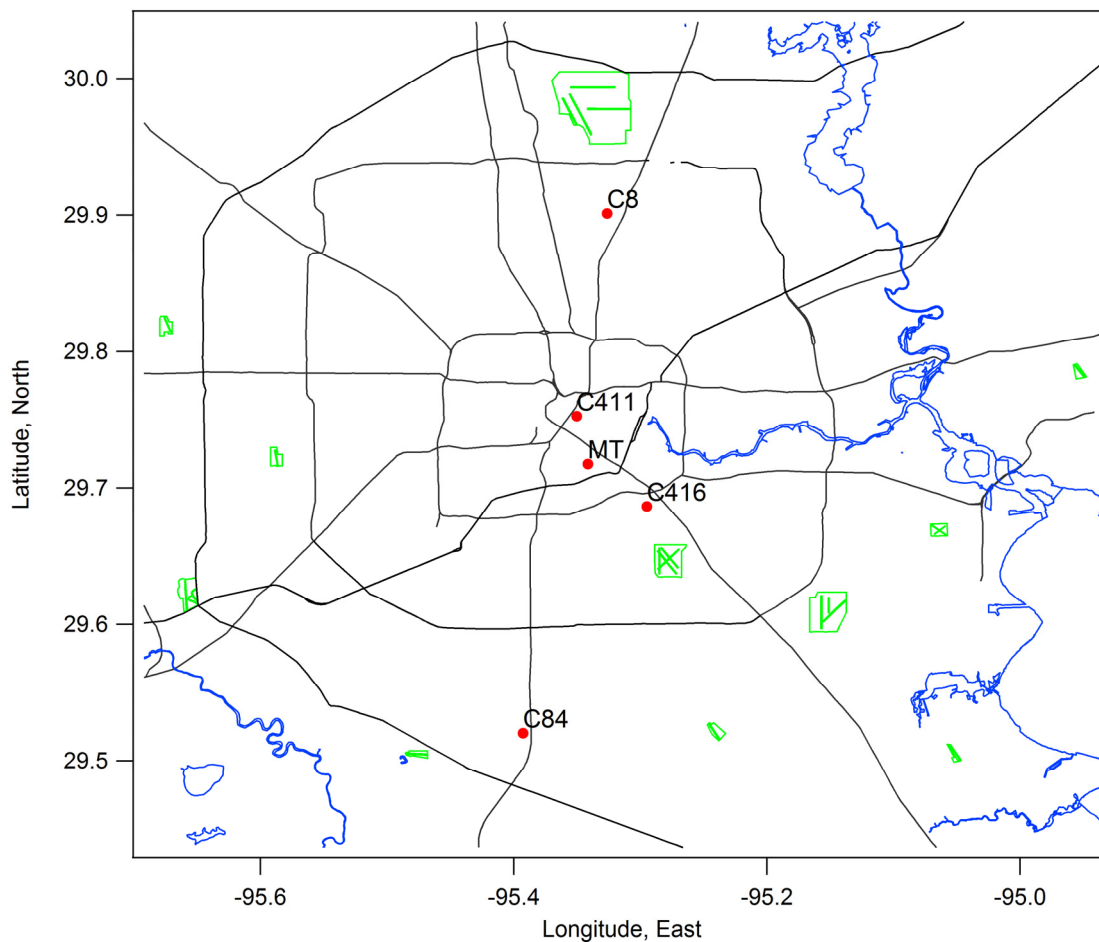 30.0
29.9
29.8
29.7
29.6
29.5
Latitude, North
C8
C411
MT
C416
C84
-95.6
-95.4
-95.2
-95.0
Longitude, East